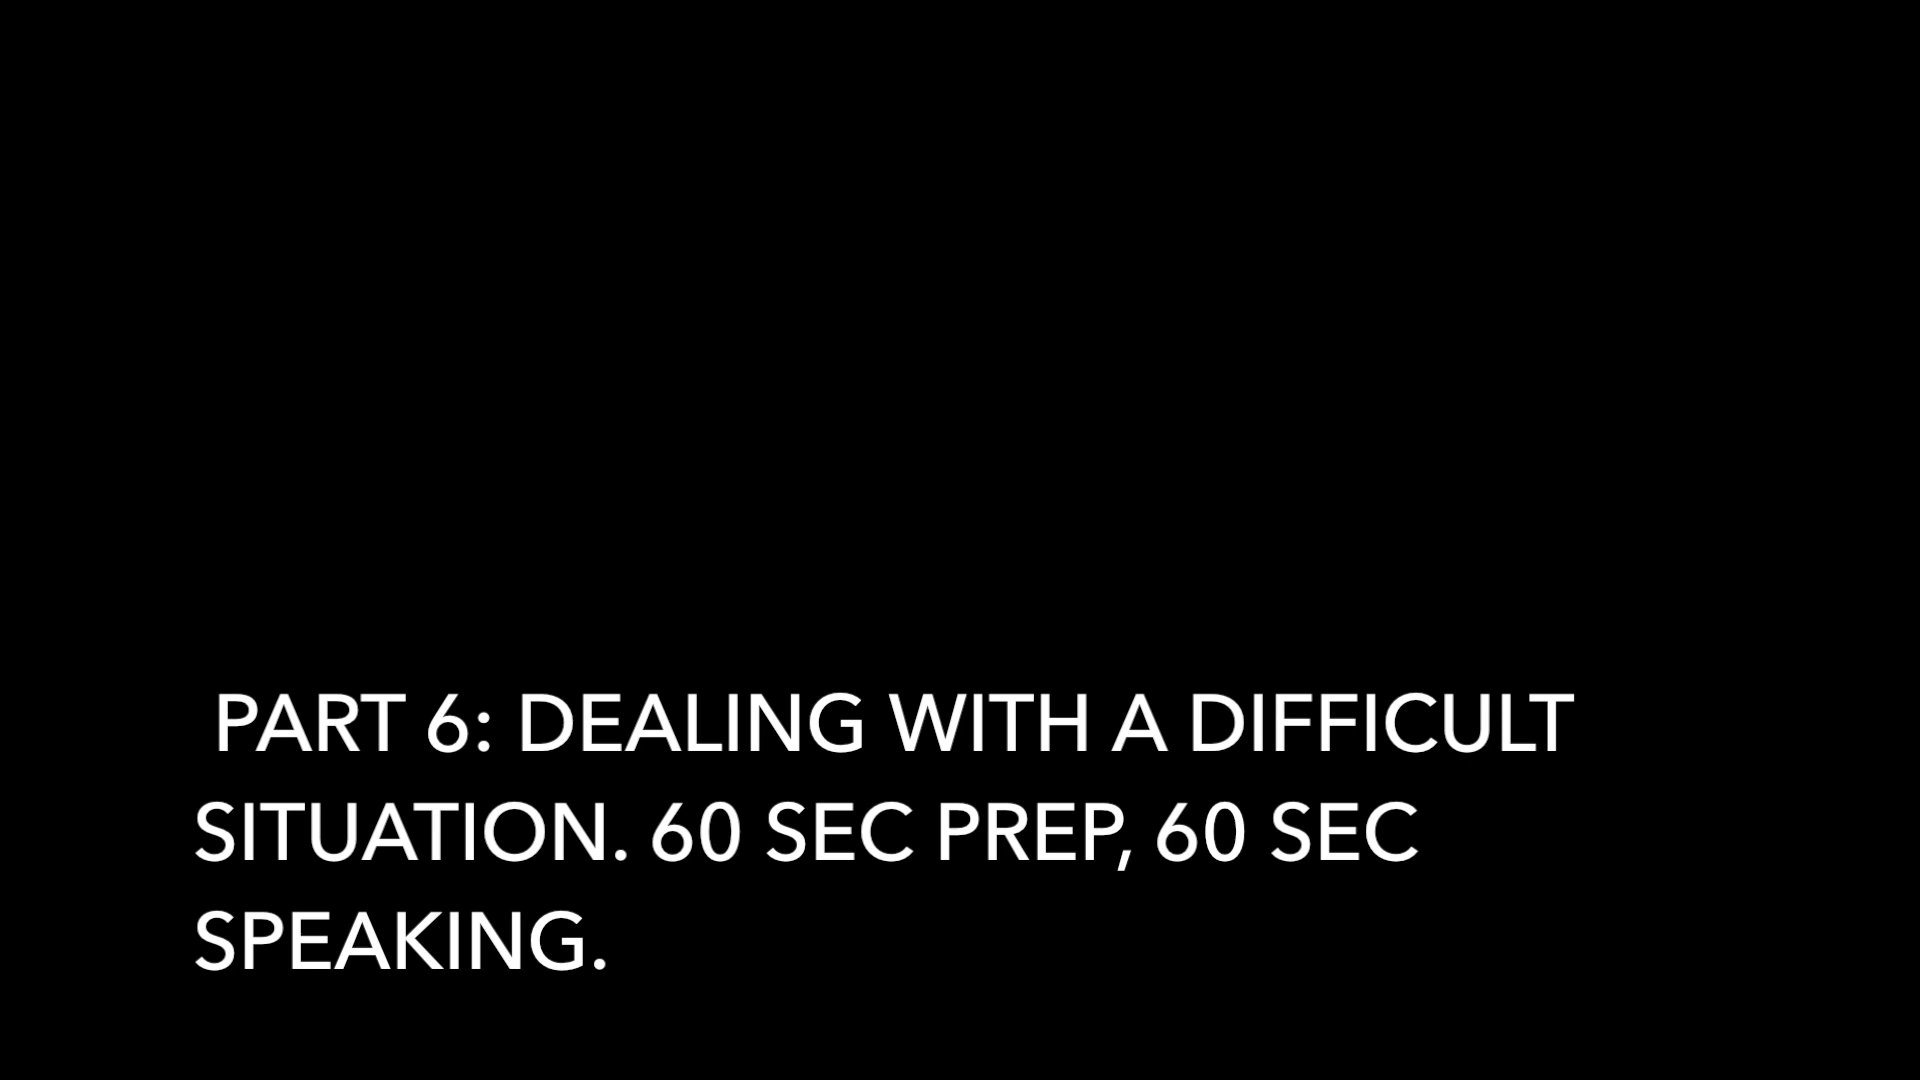 PART 6: DEALING WITH A DIFFICULT
SITUATION. 60 SEC PREP, 60 SEC
SPEAKING.